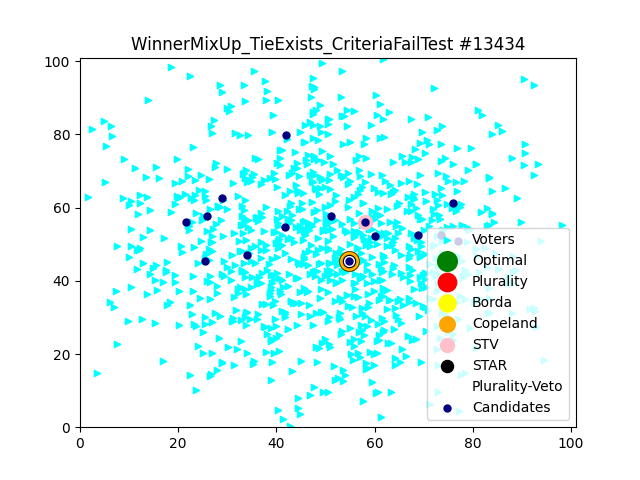 WinnerMixUp_TieExists_CriteriaFailTest #13434
100
80
60
40
20
0
0 20 40 60 80 100
Voters
Optimal
Plurality
Borda
Copeland
STV
STAR
Plurality-Veto
Candidates